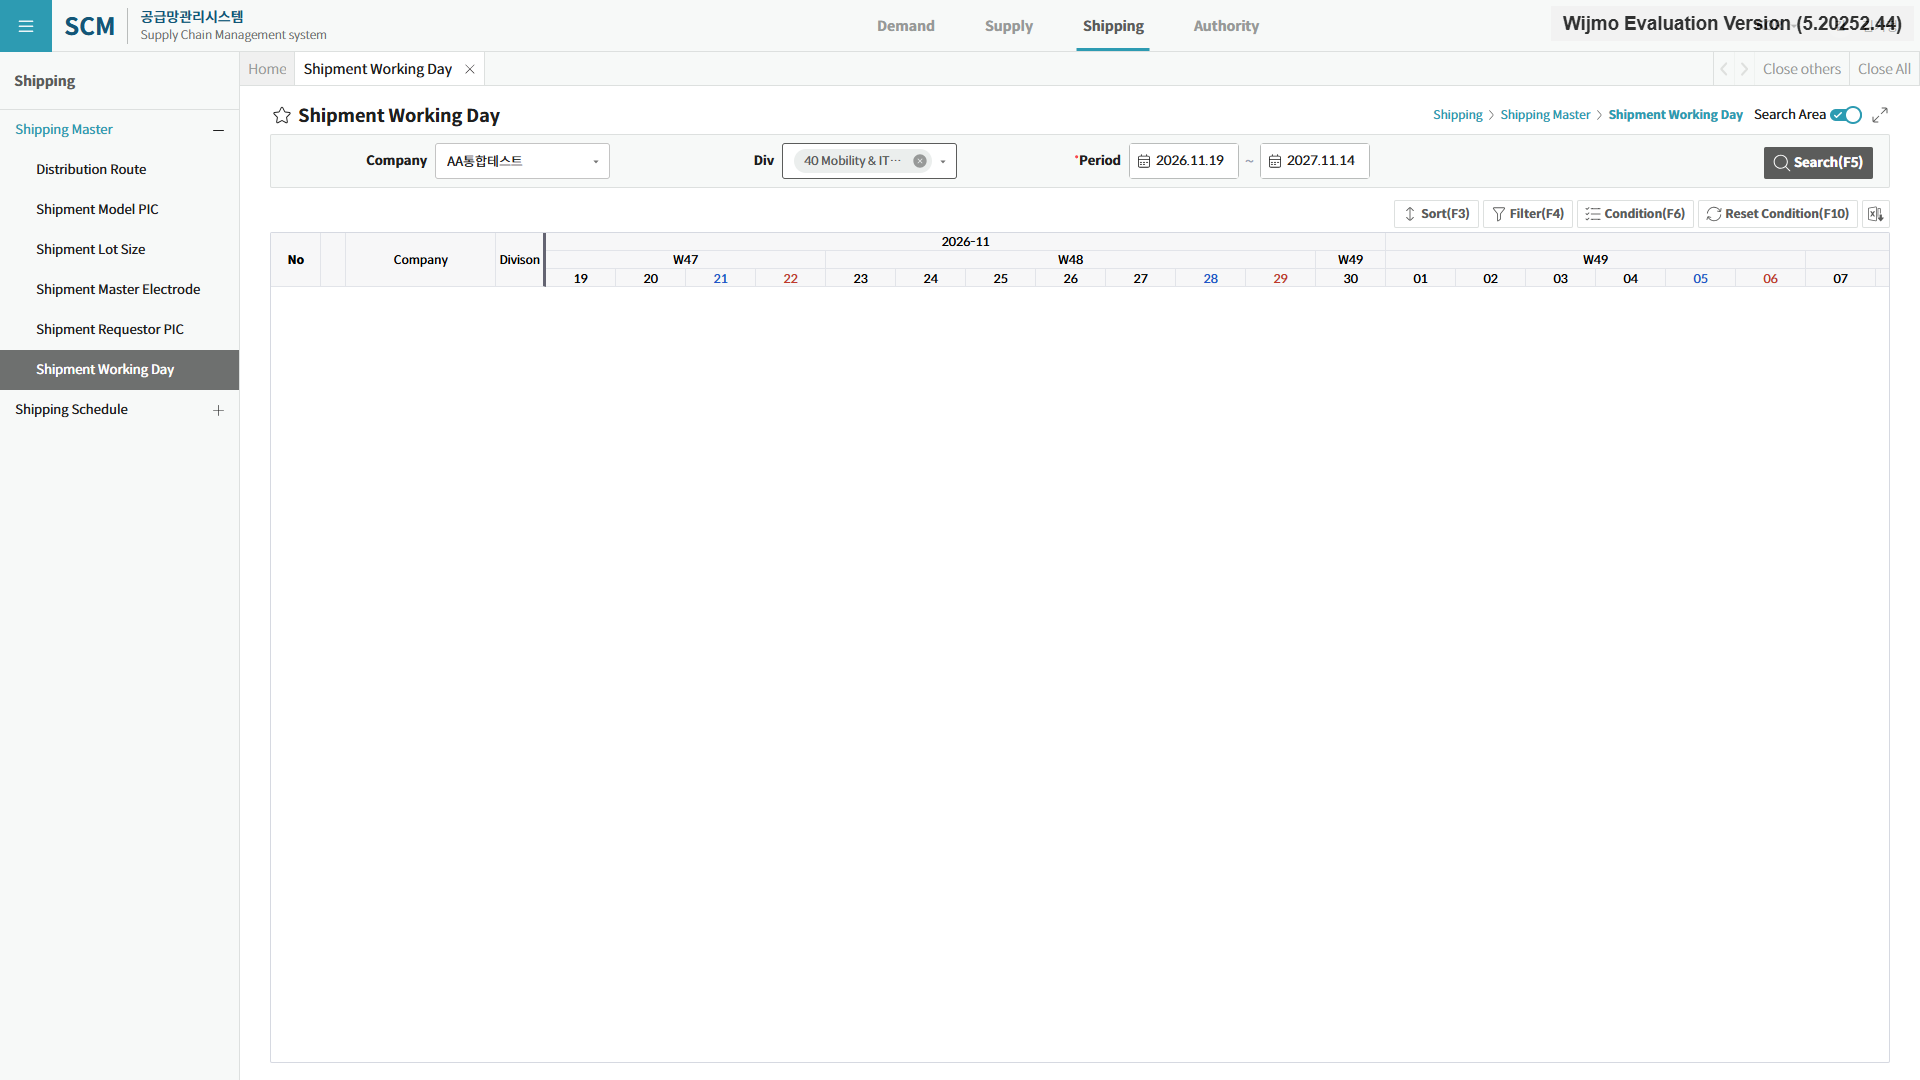 SCM
공급망관리시스템
Supply Chain Management system
Demand
Supply
Shipping
Authority
Wijmo Evaluation Version (5.20252.44)
Shipping
Home
Shipment Working Day
Close others
Close All
Shipping Master
Distribution Route
Shipment Model PIC
Shipment Lot Size
Shipment Master Electrode
Shipment Requestor PIC
Shipment Working Day
Shipping Schedule
Shipment Working Day
Shipping > Shipping Master > Shipment Working Day
Search Area
Company
AA통합테스트
Div
40 Mobility & IT···
*Period
2026.11.19 ~ 2027.11.14
Search(F5)
Sort(F3)
Filter(F4)
Condition(F6)
Reset Condition(F10)
No
Company
Divison
2026-11
W47
W48
W49
W49
19 20 21 22 23 24 25 26 27 28 29 30 01 02 03 04 05 06 07